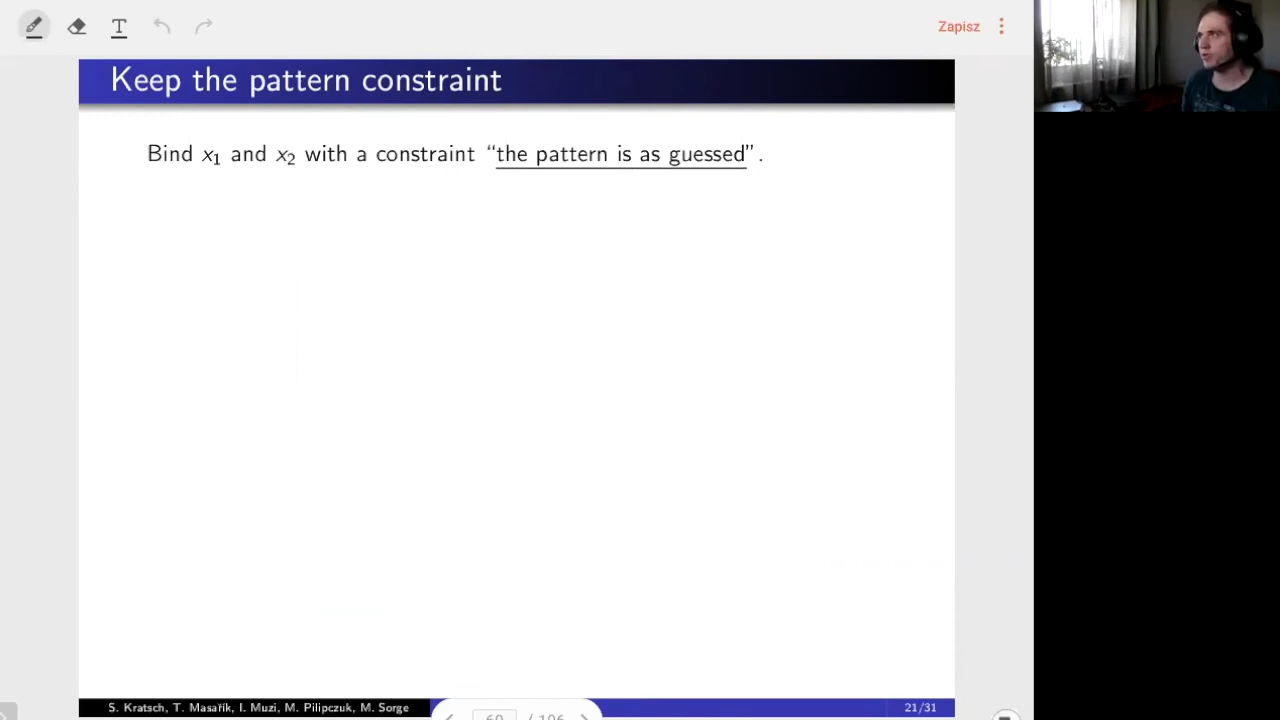 T
Zapisz
Keep the pattern constraint
Bind x₁ and x₂ with a constraint “the pattern is as guessed”.
S. Kratsch, T. Masařík, I. Muzi, M. Pilipczuk, M. Sorge
21/31